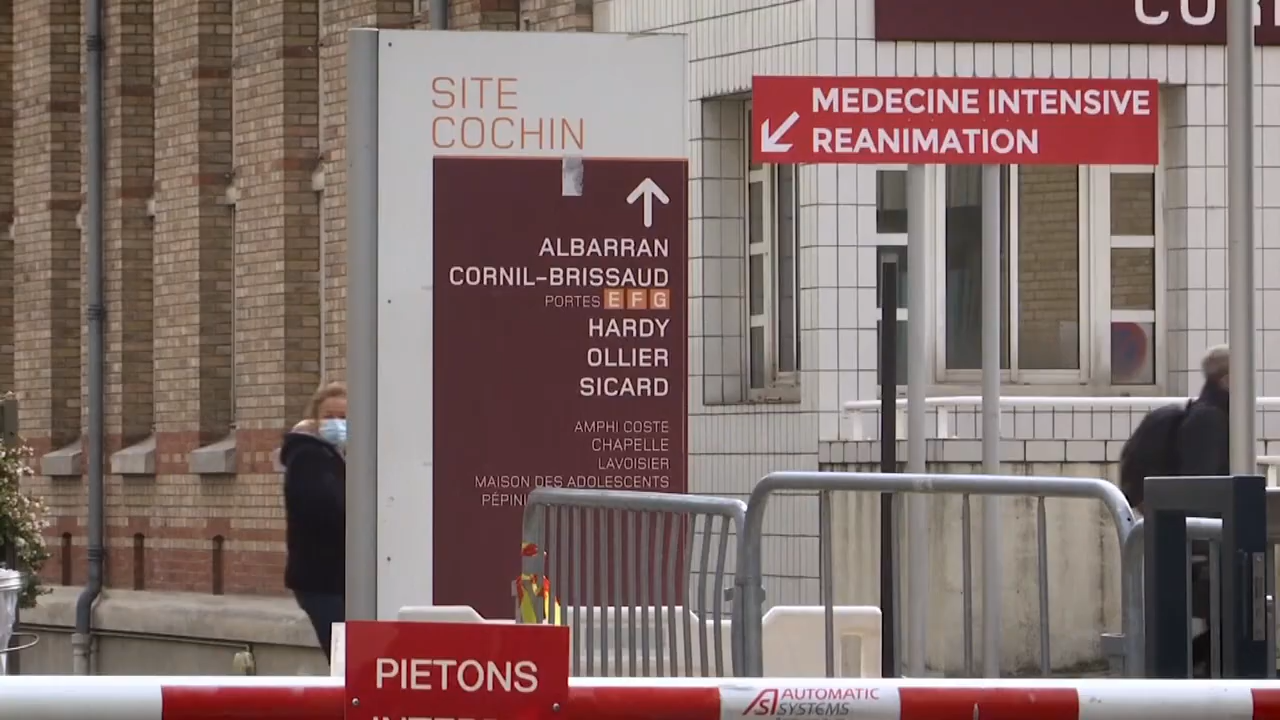 SITE
COCHIN
ALBARRAN
CORNIL-BRISSAUD
PORTES E F G
HARDY
OLLIER
SICARD
AMPHI COSTE
CHAPELLE
LAVOISIER
MAISON DES ADOLESCENTS
MEDECINE INTENSIVE
REANIMATION
PIETONS
AUTOMATIC
SYSTEMS